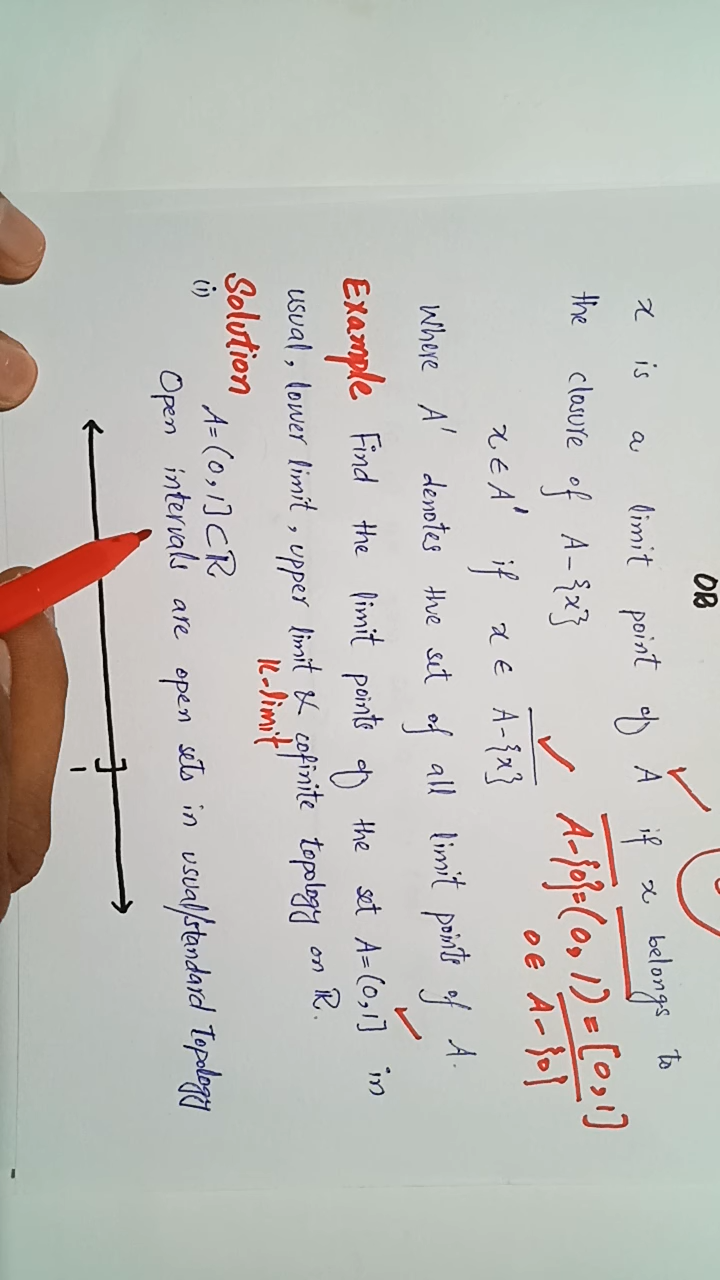 OB
x is a limit point of A if x belongs to
the closure of A-{x}
A-{0}=(0,1)=[0,1]
x ∈ A' if x ∈ A-{x}
0 ∈ A-{0}
Where A' denotes the set of all limit points of A.
Example Find the limit points of the set A=(0,1] in
usual, lower limit, upper limit & cofinite topology on ℝ.
K-limit
Solution
(i) A=(0,1]⊂ℝ
Open intervals are open sets in usual/standard topology
]
1